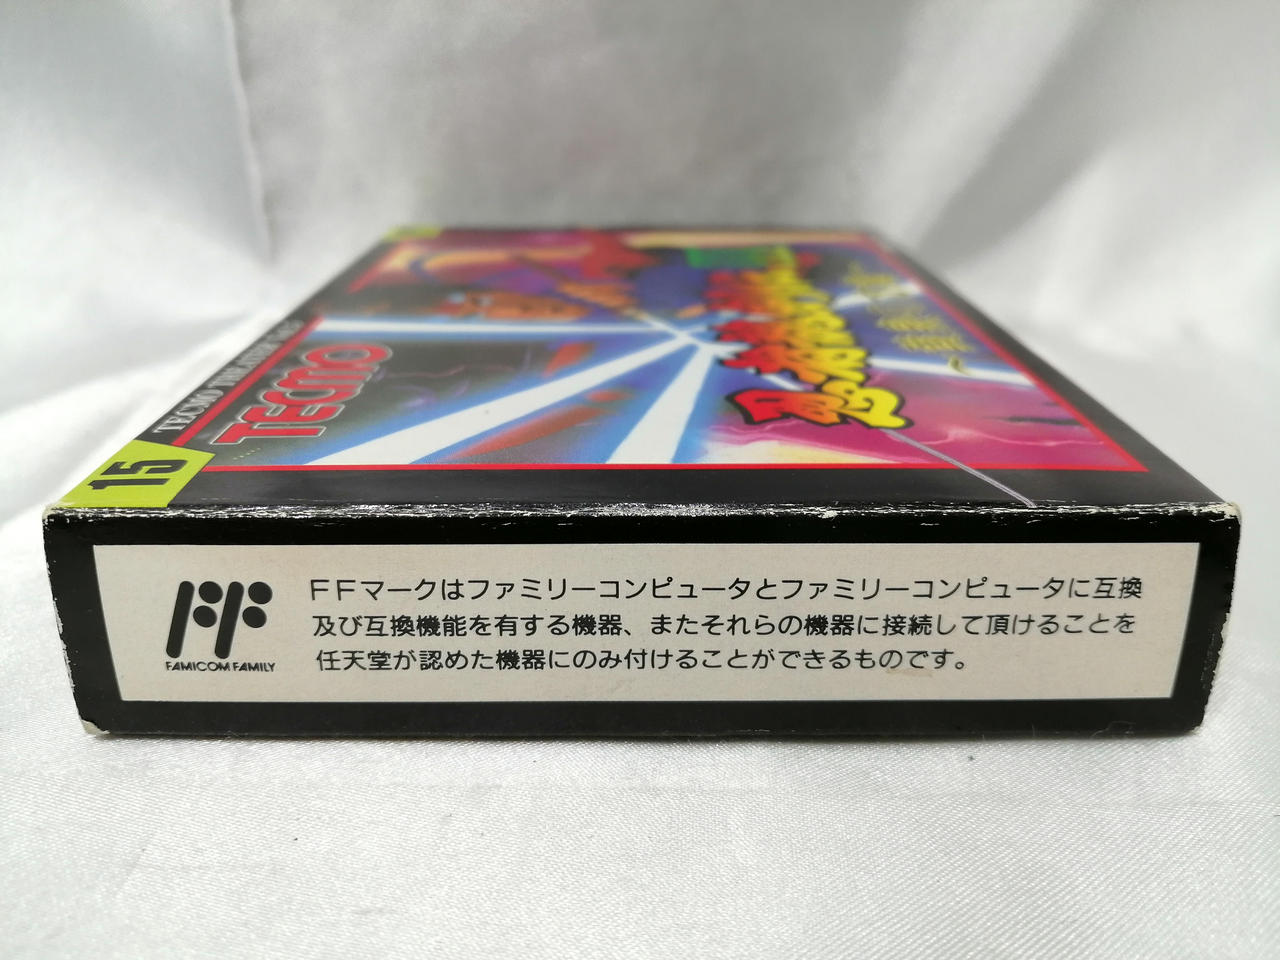 TECMO THEATER
TECMO
15
FFマークはファミリーコンピュータとファミリーコンピュータに互換
及び互換機能を有する機器、またそれらの機器に接続して頂けることを
任天堂が認めた機器にのみ付けることができるものです。
FAMICOM FAMILY